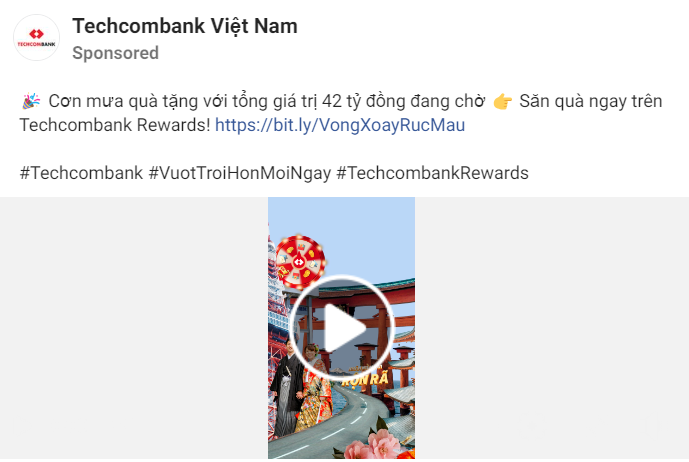 Techcombank Việt Nam
TECHCOMBANK
Sponsored
🎉 Cơn mưa quà tặng với tổng giá trị 42 tỷ đồng đang chờ 👉 Săn quà ngay trên
Techcombank Rewards! https://bit.ly/VongXoayRucMau
#Techcombank #VuotTroiHonMoiNgay #TechcombankRewards
RỘN RÃ